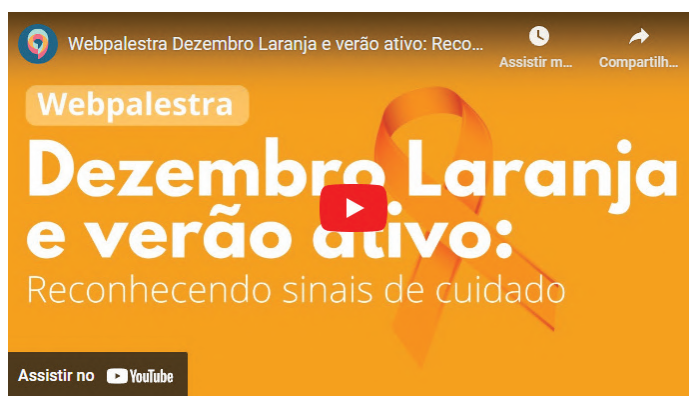 Webpalestra Dezembro Laranja e verão ativo: Reco...
Assistir m...
Compartilh...
Webpalestra
Dezembro Laranja
e verão ativo:
Reconhecendo sinais de cuidado
Assistir no YouTube